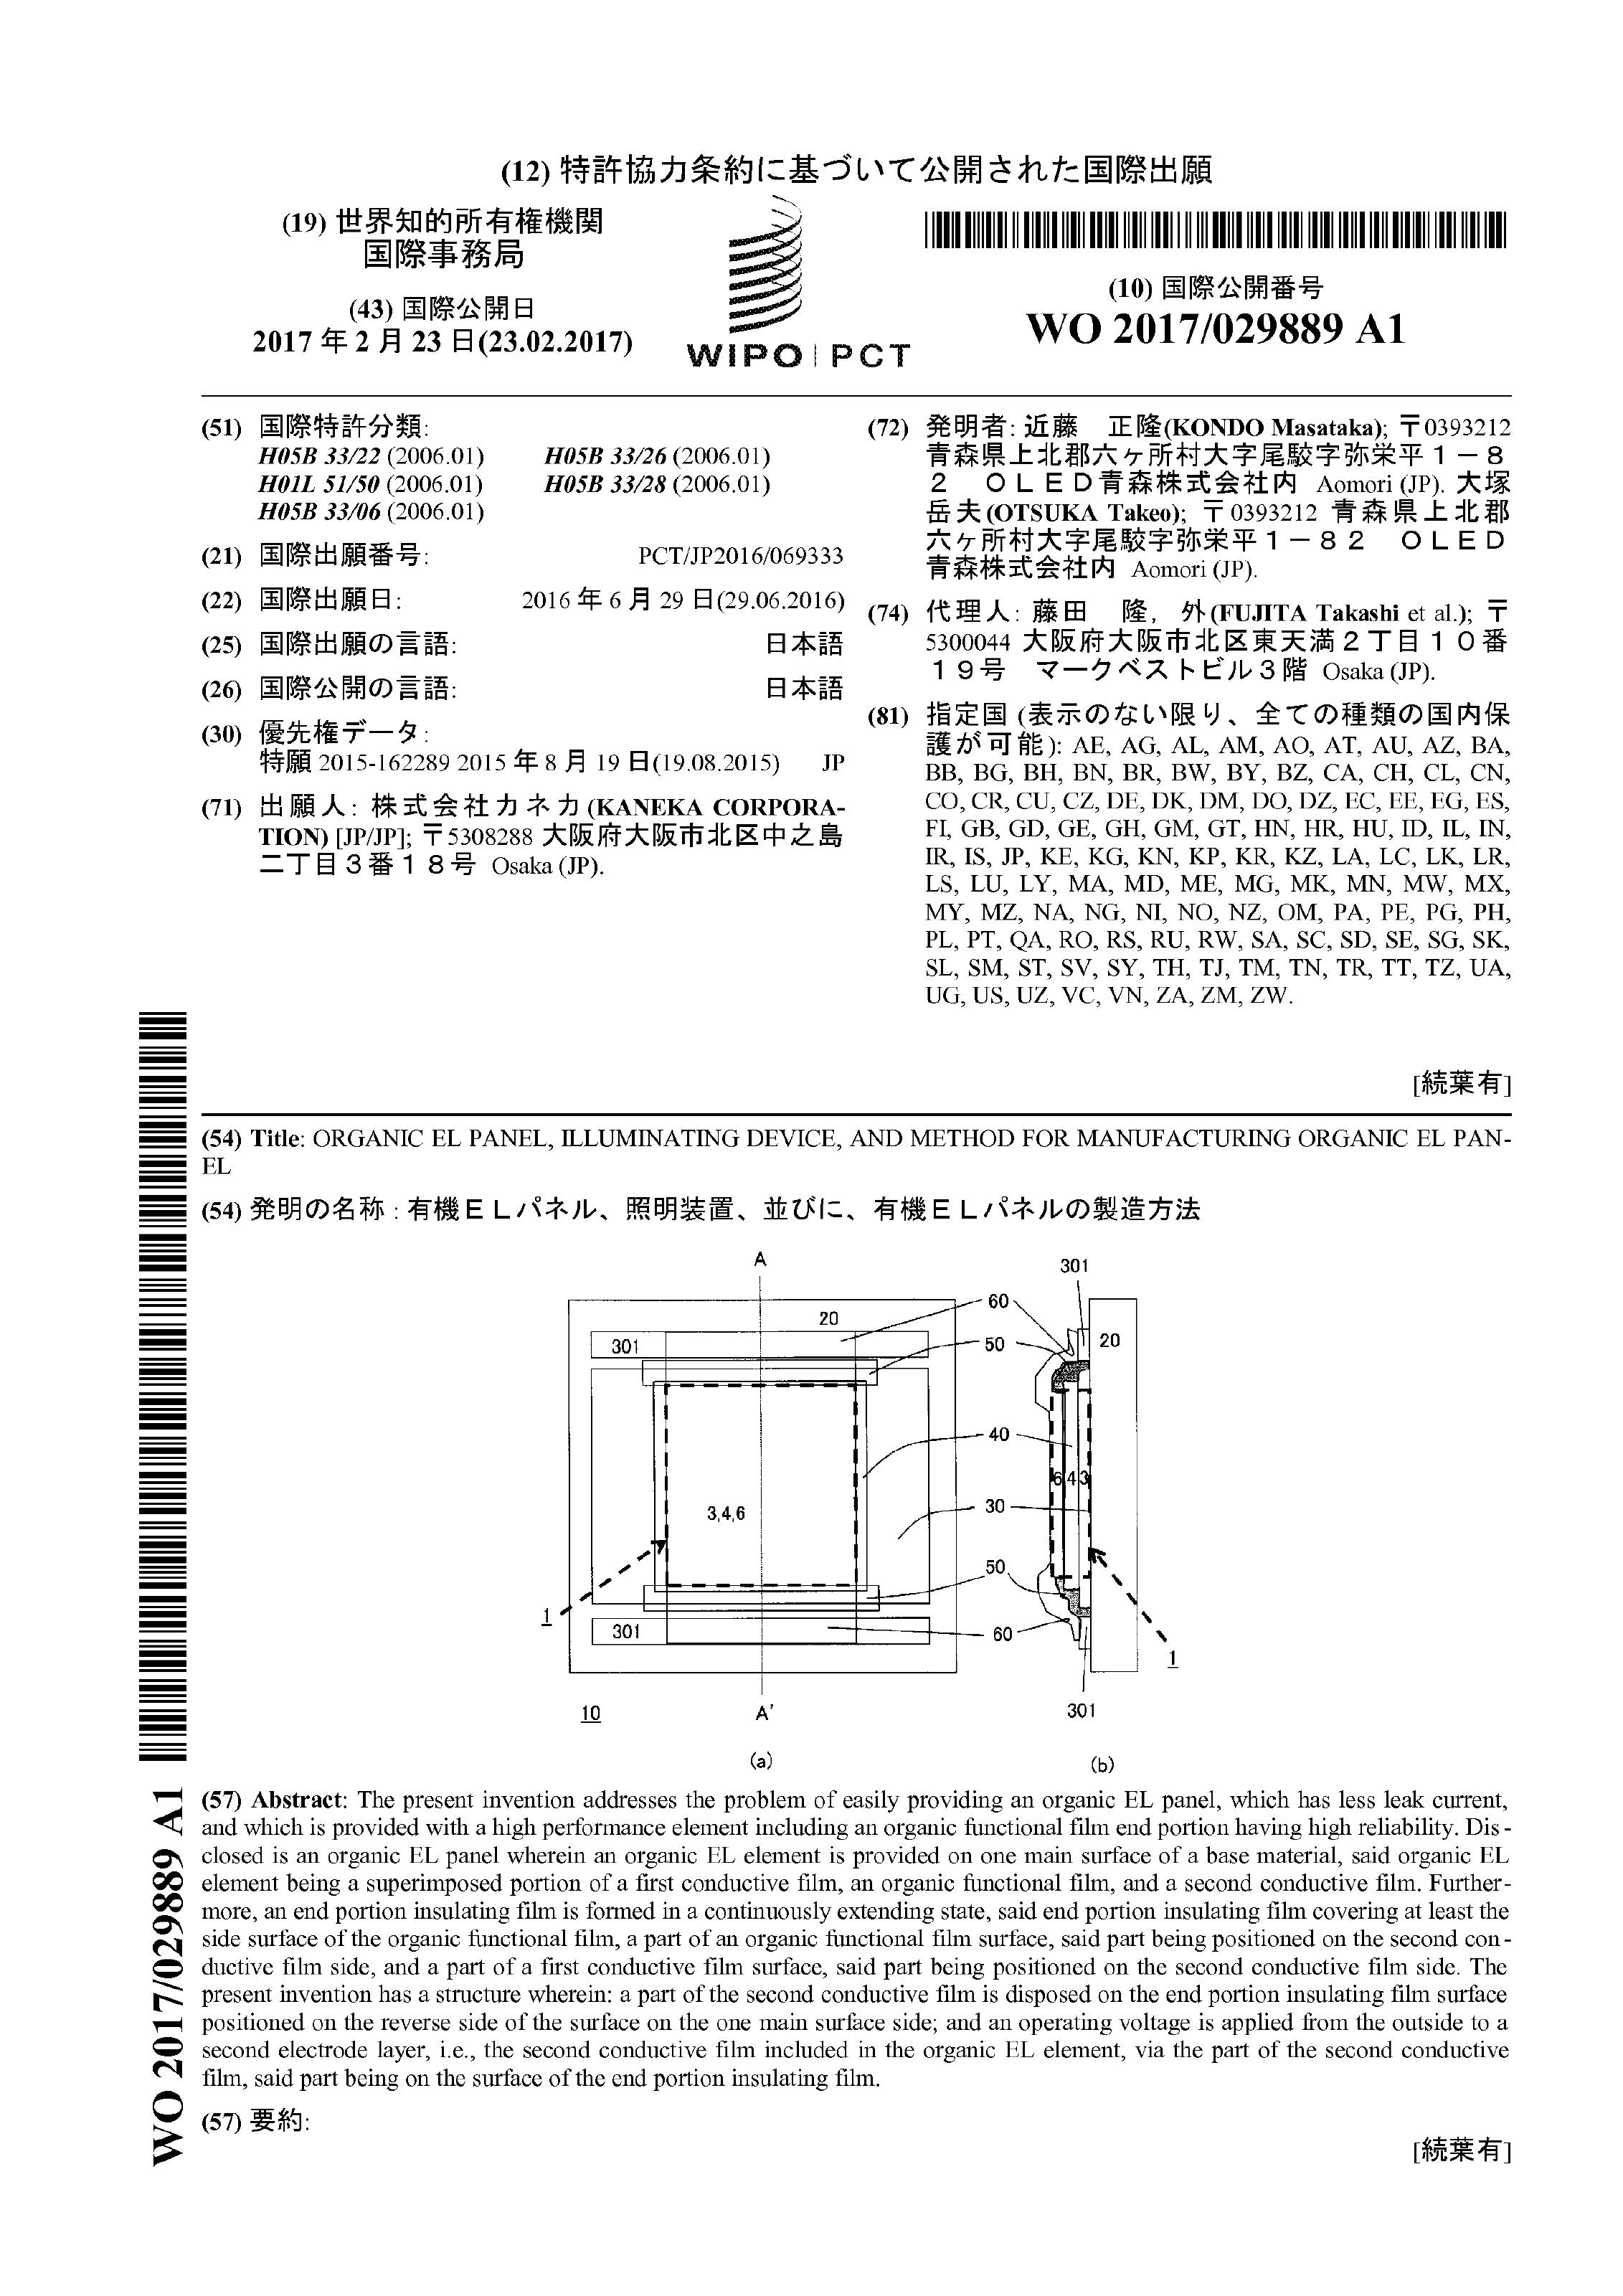 (12) 特許協力条約に基づいて公開された国際出願
(19) 世界知的所有権機関
国際事務局
(43) 国際公開日
2017 年 2 月 23 日(23.02.2017)
WIPO | PCT
(10) 国際公開番号
WO 2017/029889 A1
(51) 国際特許分類:
H05B 33/22 (2006.01) H05B 33/26 (2006.01)
H01L 51/50 (2006.01) H05B 33/28 (2006.01)
H05B 33/06 (2006.01)
(21) 国際出願番号: PCT/JP2016/069333
(22) 国際出願日: 2016 年 6 月 29 日(29.06.2016)
(25) 国際出願の言語: 日本語
(26) 国際公開の言語: 日本語
(30) 優先権データ:
特願 2015-162289 2015 年 8 月 19 日(19.08.2015) JP
(71) 出願人: 株式会社カネカ(KANEKA CORPORA-
TION) [JP/JP]; 〒5308288 大阪府大阪市北区中之島
二丁目3番18号 Osaka (JP).
(72) 発明者: 近藤 正隆(KONDO Masataka); 〒0393212
青森県上北郡六ヶ所村大字尾駮字弥栄平1-8
2 OLED青森株式会社内 Aomori (JP). 大塚
岳夫(OTSUKA Takeo); 〒0393212 青森県上北郡
六ヶ所村大字尾駮字弥栄平1-82 OLED
青森株式会社内 Aomori (JP).
(74) 代理人: 藤田 隆, 外(FUJITA Takashi et al.); 〒
5300044 大阪府大阪市北区東天満2丁目10番
19号 マークベストビル3階 Osaka (JP).
(81) 指定国 (表示のない限り、全ての種類の国内保
護が可能): AE, AG, AL, AM, AO, AT, AU, AZ, BA,
BB, BG, BH, BN, BR, BW, BY, BZ, CA, CH, CL, CN,
CO, CR, CU, CZ, DE, DK, DM, DO, DZ, EC, EE, EG, ES,
FI, GB, GD, GE, GH, GM, GT, HN, HR, HU, ID, IL, IN,
IR, IS, JP, KE, KG, KN, KP, KR, KZ, LA, LC, LK, LR,
LS, LU, LY, MA, MD, ME, MG, MK, MN, MW, MX,
MY, MZ, NA, NG, NI, NO, NZ, OM, PA, PE, PG, PH,
PL, PT, QA, RO, RS, RU, RW, SA, SC, SD, SE, SG, SK,
SL, SM, ST, SV, SY, TH, TJ, TM, TN, TR, TT, TZ, UA,
UG, US, UZ, VC, VN, ZA, ZM, ZW.
[続葉有]
(54) Title: ORGANIC EL PANEL, ILLUMINATING DEVICE, AND METHOD FOR MANUFACTURING ORGANIC EL PAN-
EL
(54) 発明の名称 : 有機ELパネル、照明装置、並びに、有機ELパネルの製造方法
A
301
60
20
20
301
50
40
643
3,4,6
30
50
1
301
60
1
10
A'
301
(a)
(b)
(57) Abstract: The present invention addresses the problem of easily providing an organic EL panel, which has less leak current,
and which is provided with a high performance element including an organic functional film end portion having high reliability. Dis-
closed is an organic EL panel wherein an organic EL element is provided on one main surface of a base material, said organic EL
element being a superimposed portion of a first conductive film, an organic functional film, and a second conductive film. Further-
more, an end portion insulating film is formed in a continuously extending state, said end portion insulating film covering at least the
side surface of the organic functional film, a part of an organic functional film surface, said part being positioned on the second con-
ductive film side, and a part of a first conductive film surface, said part being positioned on the second conductive film side. The
present invention has a structure wherein: a part of the second conductive film is disposed on the end portion insulating film surface
positioned on the reverse side of the surface on the one main surface side; and an operating voltage is applied from the outside to a
second electrode layer, i.e., the second conductive film included in the organic EL element, via the part of the second conductive
film, said part being on the surface of the end portion insulating film.
(57) 要約:
[続葉有]
WO 2017/029889 A1